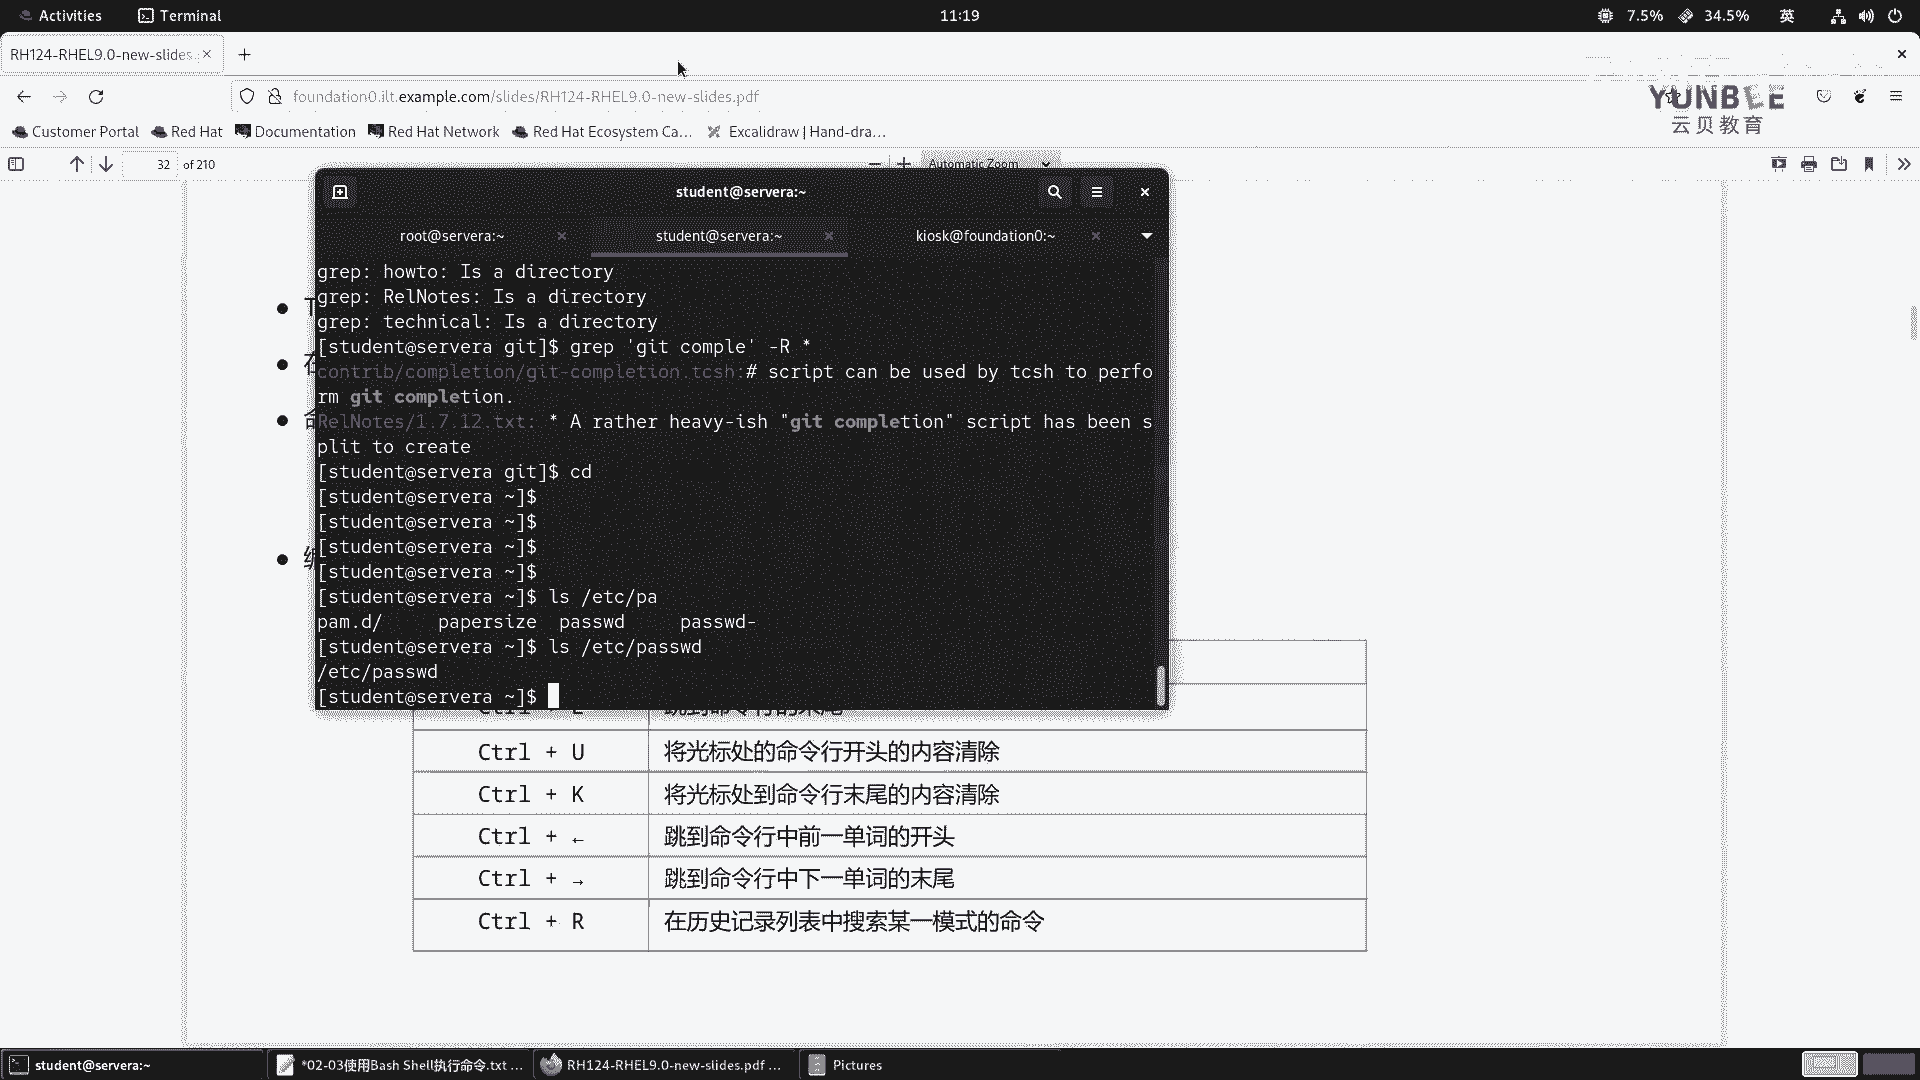 Activities
Terminal
11:19
7.5%
34.5%
英
RH124-RHEL9.0-new-slides.
foundation0.ilt.example.com/slides/RH124-RHEL9.0-new-slides.pdf
YUNBEE
云贝教育
Customer Portal
Red Hat
Documentation
Red Hat Network
Red Hat Ecosystem Ca...
Excalidraw | Hand-dra...
32 of 210
Automatic Zoom
student@servera:~
root@servera:~
student@servera:~
kiosk@foundation0:~
grep: howto: Is a directory
grep: RelNotes: Is a directory
grep: technical: Is a directory
[student@servera git]$ grep 'git comple' -R *
contrib/completion/git-completion.tcsh:# script can be used by tcsh to perfo
rm git completion.
RelNotes/1.7.12.txt: * A rather heavy-ish "git completion" script has been s
plit to create
[student@servera git]$ cd
[student@servera ~]$
[student@servera ~]$
[student@servera ~]$
[student@servera ~]$
[student@servera ~]$ ls /etc/pa
pam.d/     papersize  passwd     passwd-
[student@servera ~]$ ls /etc/passwd
/etc/passwd
[student@servera ~]$
Ctrl + U 将光标处的命令行开头的内容清除
Ctrl + K 将光标处到命令行末尾的内容清除
Ctrl + ← 跳到命令行中前一单词的开头
Ctrl + → 跳到命令行中下一单词的末尾
Ctrl + R 在历史记录列表中搜索某一模式的命令
student@servera:~
*02-03使用Bash Shell执行命令.txt ...
RH124-RHEL9.0-new-slides.pdf ...
Pictures